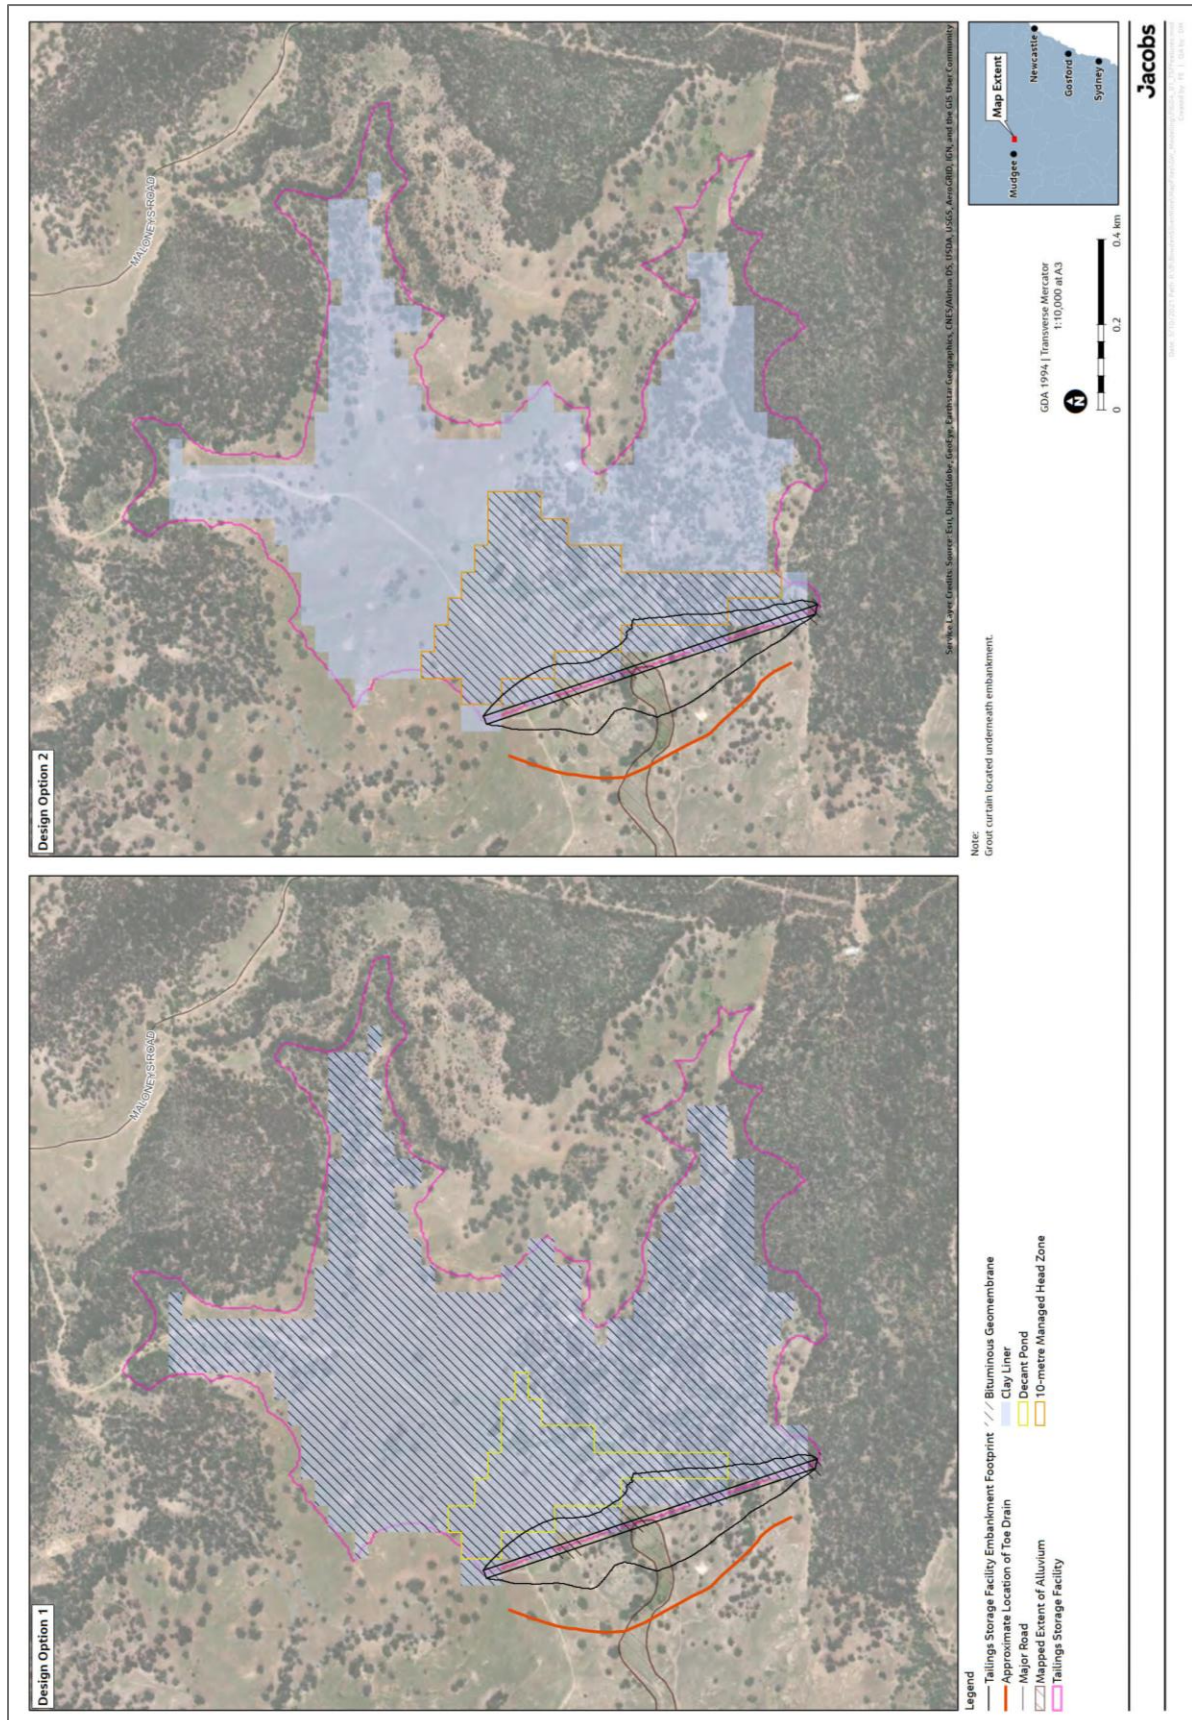 Design Option 1
MALONEYS ROAD
Design Option 2
MALONEYS ROAD
Service Layer Credits: Source: Esri, DigitalGlobe, GeoEye, Earthstar Geographics, CNES/Airbus DS, USDA, USGS, AeroGRID, IGN, and the GIS User Community
Legend
Tailings Storage Facility Embankment Footprint
Approximate Location of Toe Drain
Major Road
Mapped Extent of Alluvium
Tailings Storage Facility
Bituminous Geomembrane
Clay Liner
Decant Pond
10-metre Managed Head Zone
Note:
Grout curtain located underneath embankment.
GDA 1994 | Transverse Mercator
1:10,000 at A3
N
0 0.2 0.4 km
Map Extent
Mudgee
Newcastle
Gosford
Sydney
Jacobs